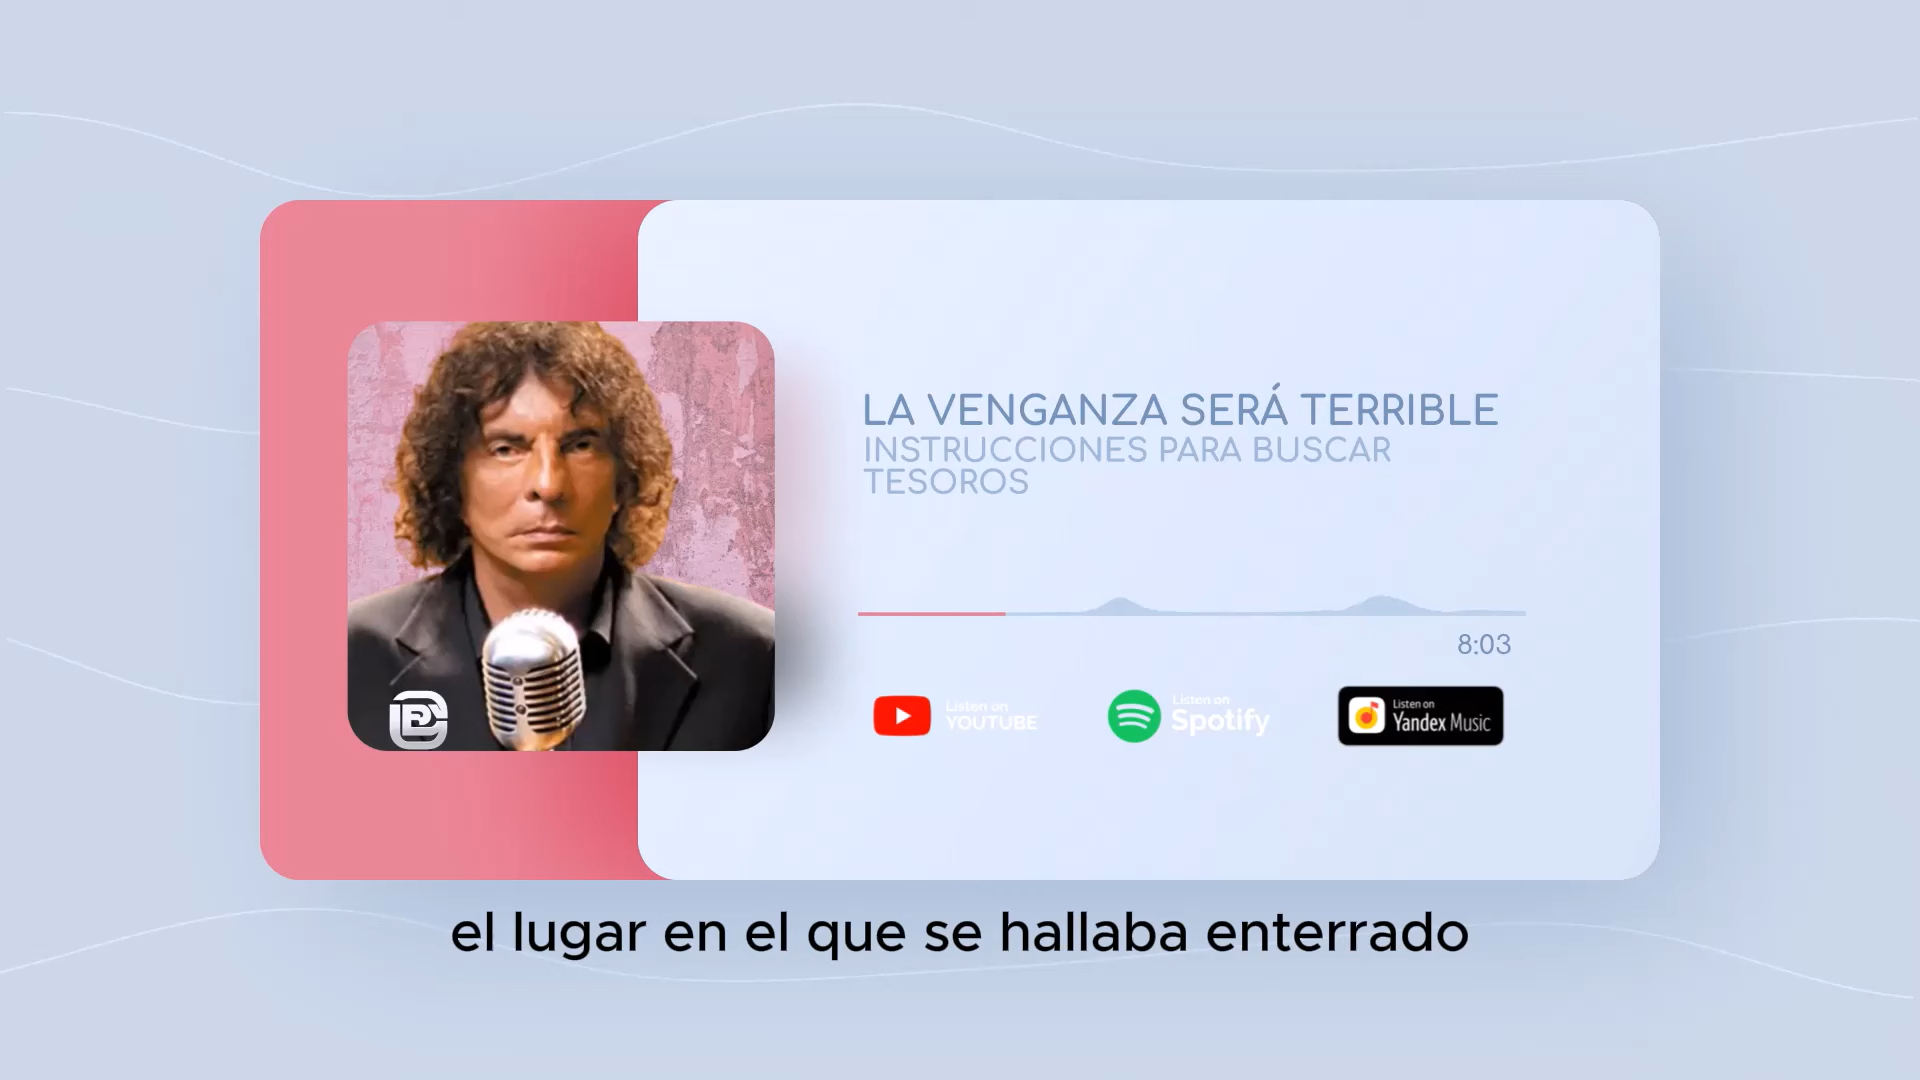 LA VENGANZA SERÁ TERRIBLE
INSTRUCCIONES PARA BUSCAR
TESOROS
8:03
Listen on
YOUTUBE
Listen on
Spotify
Listen on
Yandex Music
el lugar en el que se hallaba enterrado